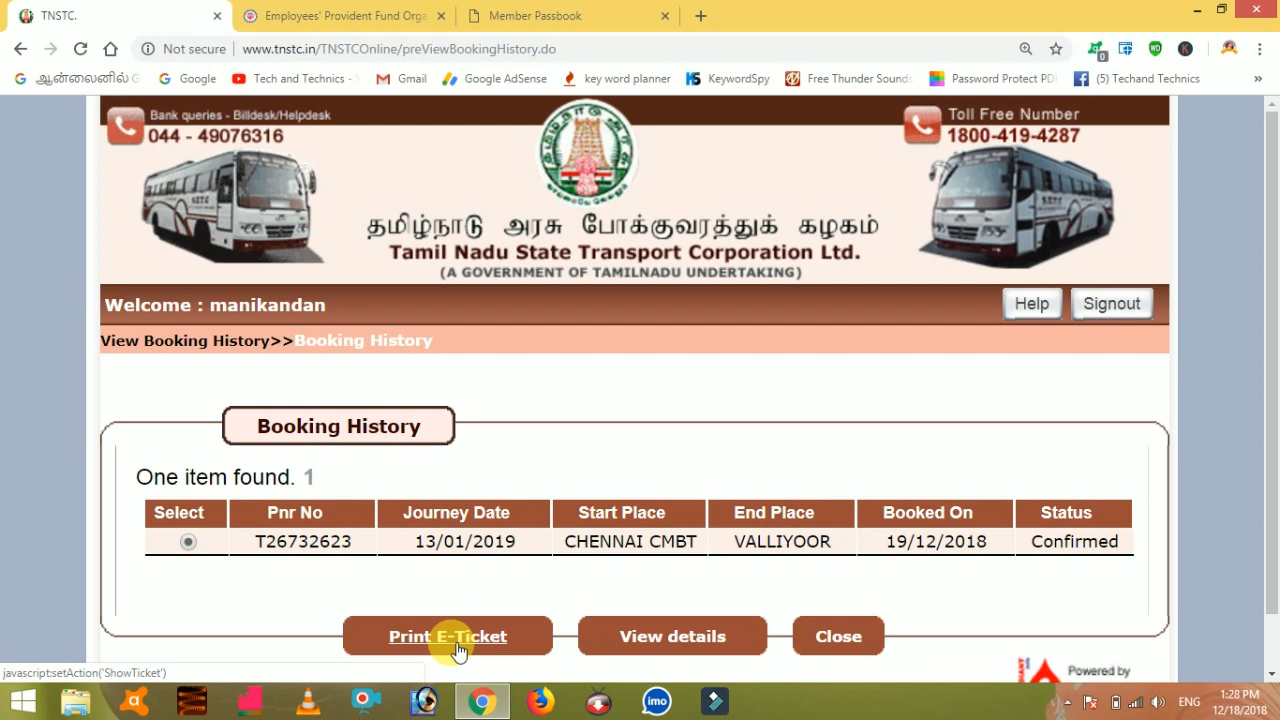 TNSTC.
Employees' Provident Fund Orga
Member Passbook
Not secure | www.tnstc.in/TNSTCOnline/preViewBookingHistory.do
ஆன்லைனில்
Google
Tech and Technics -
Gmail
Google AdSense
key word planner
KeywordSpy
Free Thunder Sounds
Password Protect PD
(5) Techand Technics
Bank queries - Billdesk/Helpdesk
044 - 49076316
Toll Free Number
1800-419-4287
தமிழ்நாடு அரசு போக்குவரத்துக் கழகம்
Tamil Nadu State Transport Corporation Ltd.
(A GOVERNMENT OF TAMILNADU UNDERTAKING)
Welcome : manikandan
Help
Signout
View Booking History>>Booking History
Booking History
One item found. 1
Select Pnr No Journey Date Start Place End Place Booked On Status
T26732623 13/01/2019 CHENNAI CMBT VALLIYOOR 19/12/2018 Confirmed
Print E-Ticket
View details
Close
javascript:setAction('ShowTicket')
Powered by
imo
ENG
1:28 PM
12/18/2018